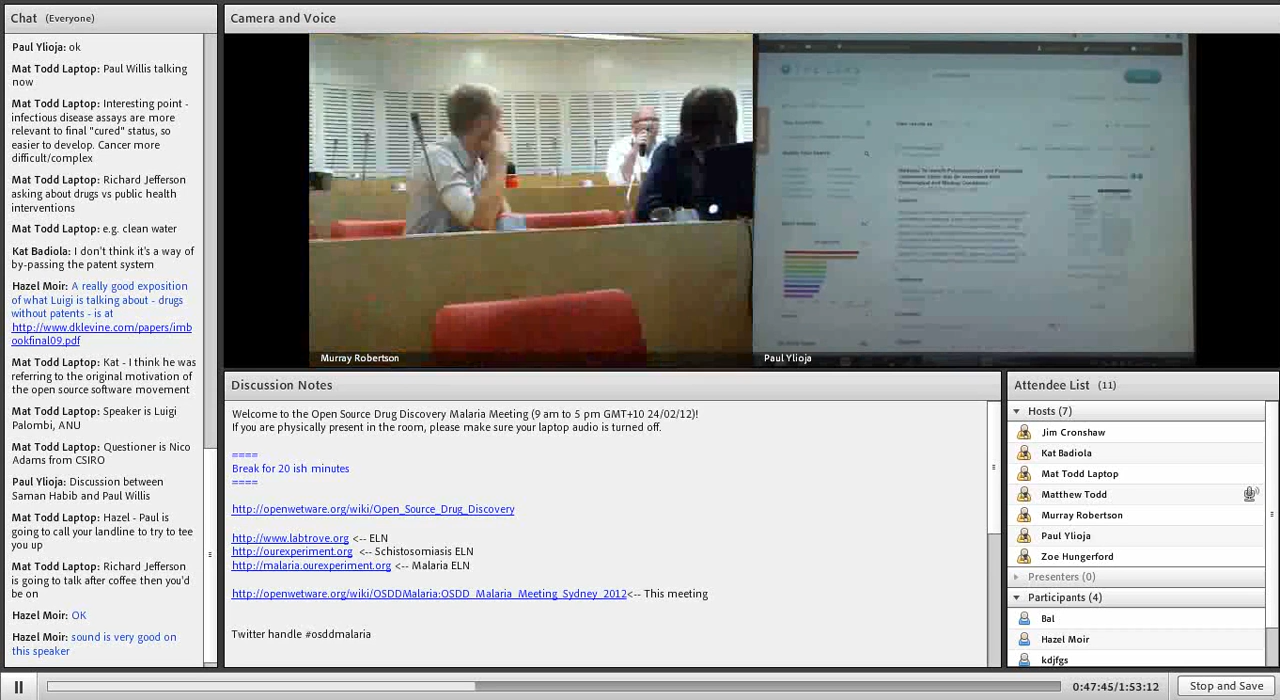 Chat (Everyone)
Paul Ylioja: ok
Mat Todd Laptop: Paul Willis talking
now
Mat Todd Laptop: Interesting point -
infectious disease assays are more
relevant to final "cured" status, so
easier to develop. Cancer more
difficult/complex
Mat Todd Laptop: Richard Jefferson
asking about drugs vs public health
interventions
Mat Todd Laptop: e.g. clean water
Kat Badiola: I don't think it's a way of
by-passing the patent system
Hazel Moir: A really good exposition
of what Luigi is talking about - drugs
without patents - is at
http://www.dklevine.com/papers/imb
ookfinal09.pdf
Mat Todd Laptop: Kat - I think he was
referring to the original motivation of
the open source software movement
Mat Todd Laptop: Speaker is Luigi
Palombi, ANU
Mat Todd Laptop: Questioner is Nico
Adams from CSIRO
Paul Ylioja: Discussion between
Saman Habib and Paul Willis
Mat Todd Laptop: Hazel - Paul is
going to call your landline to try to tee
you up
Mat Todd Laptop: Richard Jefferson
is going to talk after coffee then you'd
be on
Hazel Moir: OK
Hazel Moir: sound is very good on
this speaker
Camera and Voice
Murray Robertson
Paul Ylioja
Discussion Notes
Welcome to the Open Source Drug Discovery Malaria Meeting (9 am to 5 pm GMT+10 24/02/12)!
If you are physically present in the room, please make sure your laptop audio is turned off.
====
Break for 20 ish minutes
====
http://openwetware.org/wiki/Open_Source_Drug_Discovery
http://www.labtrove.org <-- ELN
http://ourexperiment.org <-- Schistosomiasis ELN
http://malaria.ourexperiment.org <-- Malaria ELN
http://openwetware.org/wiki/OSDDMalaria:OSDD_Malaria_Meeting_Sydney_2012<-- This meeting
Twitter handle #osddmalaria
Attendee List (11)
Hosts (7)
Jim Cronshaw
Kat Badiola
Mat Todd Laptop
Matthew Todd
Murray Robertson
Paul Ylioja
Zoe Hungerford
Presenters (0)
Participants (4)
Bal
Hazel Moir
kdjfgs
0:47:45/1:53:12
Stop and Save